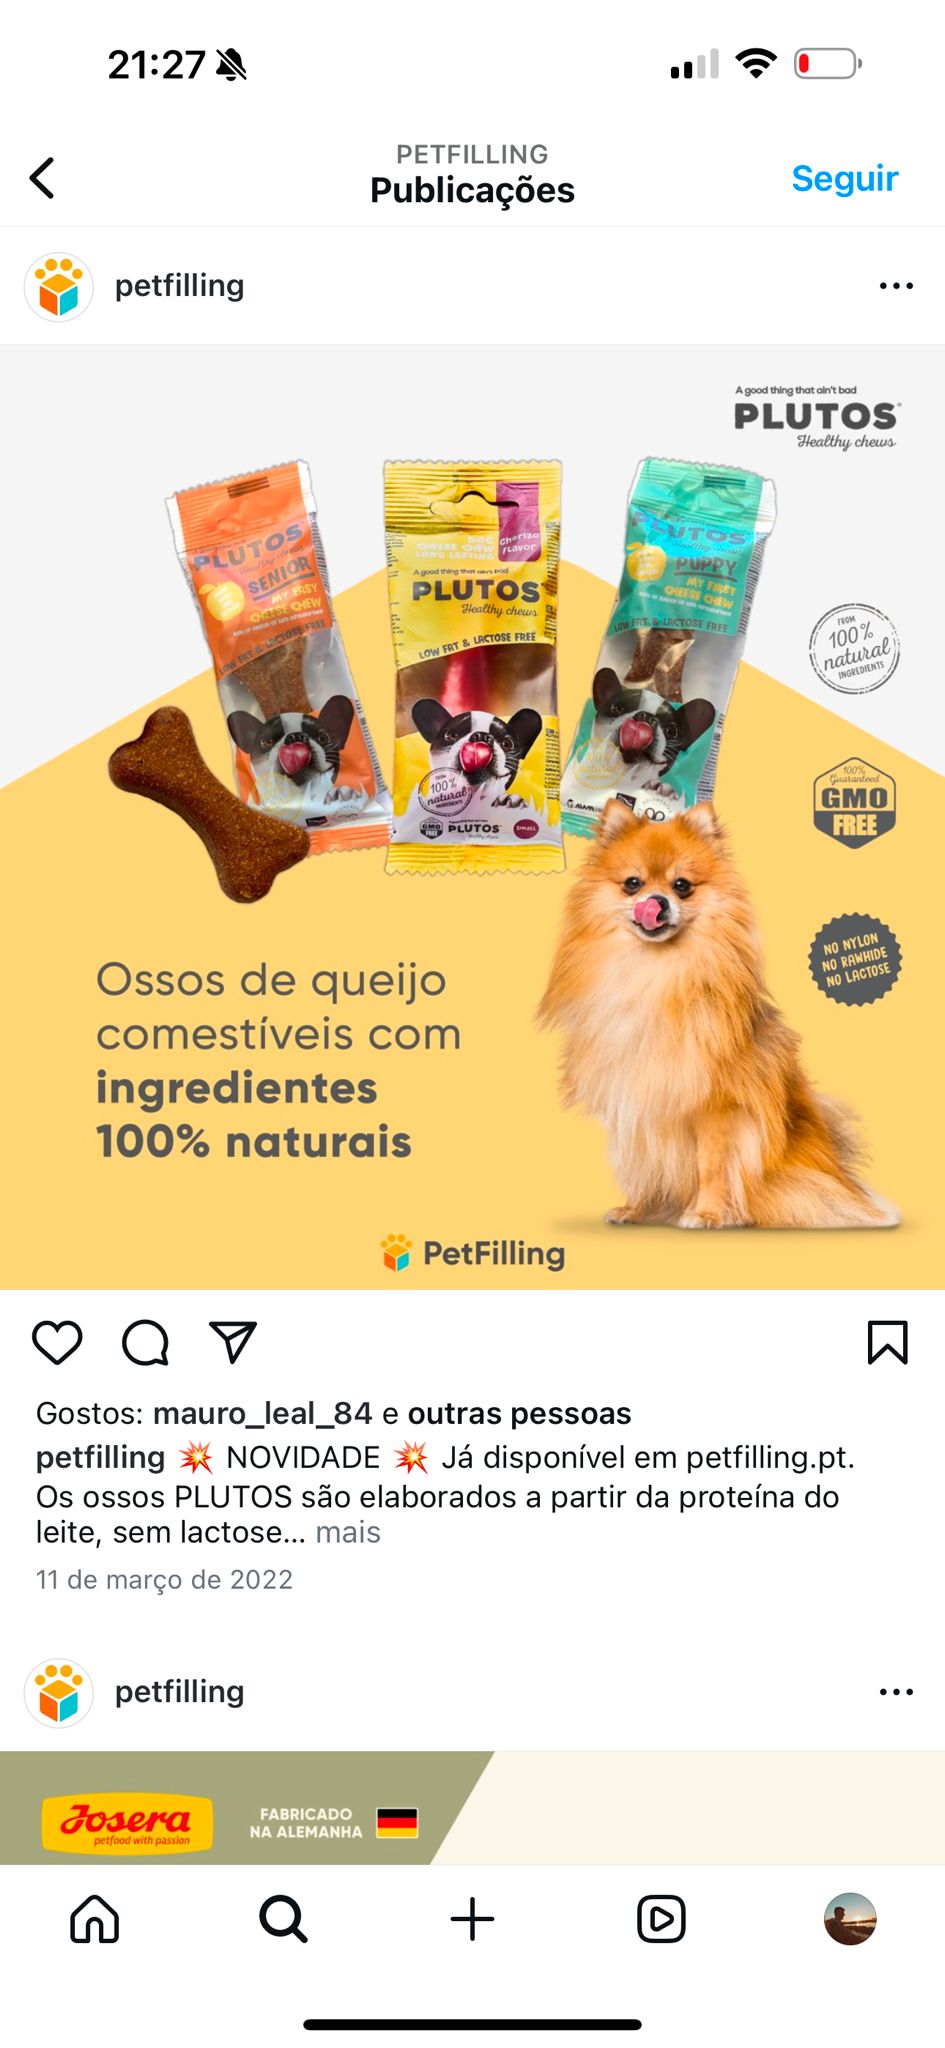 21:27
PETFILLING
Publicações
Seguir
petfilling
A good thing that ain't bad
PLUTOS
Healthy chews
PLUTOS
Healthy chews
SENIOR
MY EASY
CHEESE CHEW
LOW FAT & LACTOSE FREE
DOG
CHEESE CHEW
LONG LASTING
Chorizo
Flavor
A good thing that ain't bad
PLUTOS
Healthy chews
LOW FAT & LACTOSE FREE
FROM
100%
natural
INGREDIENTS
GMO
FREE
PLUTOS
Small
PLUTOS
Healthy chews
PUPPY
MY FIRST
CHEESE CHEW
LOW FAT & LACTOSE FREE
FROM
100%
natural
INGREDIENTS
100%
Guaranteed
GMO
FREE
NO NYLON
NO RAWHIDE
NO LACTOSE
Ossos de queijo
comestíveis com
ingredientes
100% naturais
PetFilling
Gostos: mauro_leal_84 e outras pessoas
petfilling 💥 NOVIDADE 💥 Já disponível em petfilling.pt.
Os ossos PLUTOS são elaborados a partir da proteína do
leite, sem lactose... mais
11 de março de 2022
petfilling
Josera
petfood with passion
FABRICADO
NA ALEMANHA